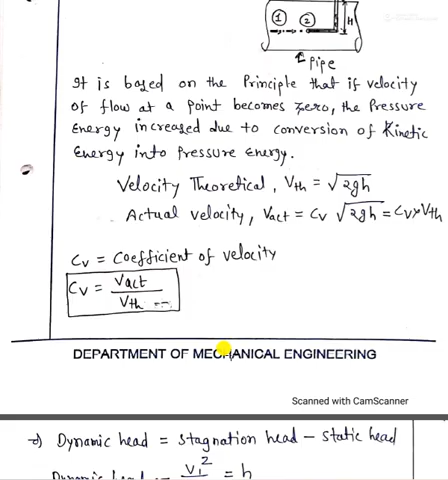 ① ② H
↑ Pipe
It is based on the Principle that if velocity
of flow at a point becomes zero, the Pressure
Energy increased due to conversion of Kinetic
Energy into Pressure Energy.
Velocity Theoretical, Vth = √2gh
Actual velocity, Vact = Cv √2gh = Cv x Vth
Cv = Coefficient of velocity
Cv = Vact / Vth
DEPARTMENT OF MECHANICAL ENGINEERING
Scanned with CamScanner
⇒ Dynamic head = Stagnation head - static head
Dynamic head = V1² = h